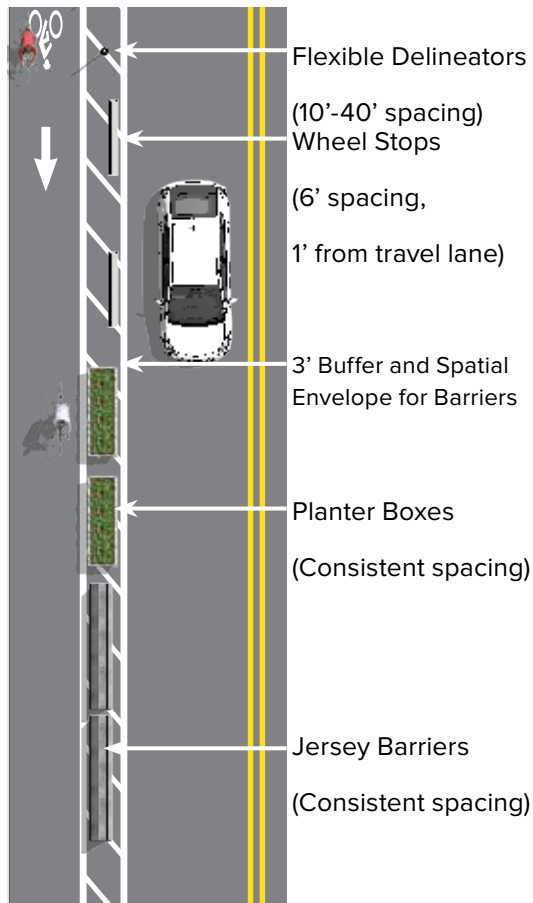 Flexible Delineators
(10’-40’ spacing)
Wheel Stops
(6’ spacing,
1’ from travel lane)
3’ Buffer and Spatial
Envelope for Barriers
Planter Boxes
(Consistent spacing)
Jersey Barriers
(Consistent spacing)